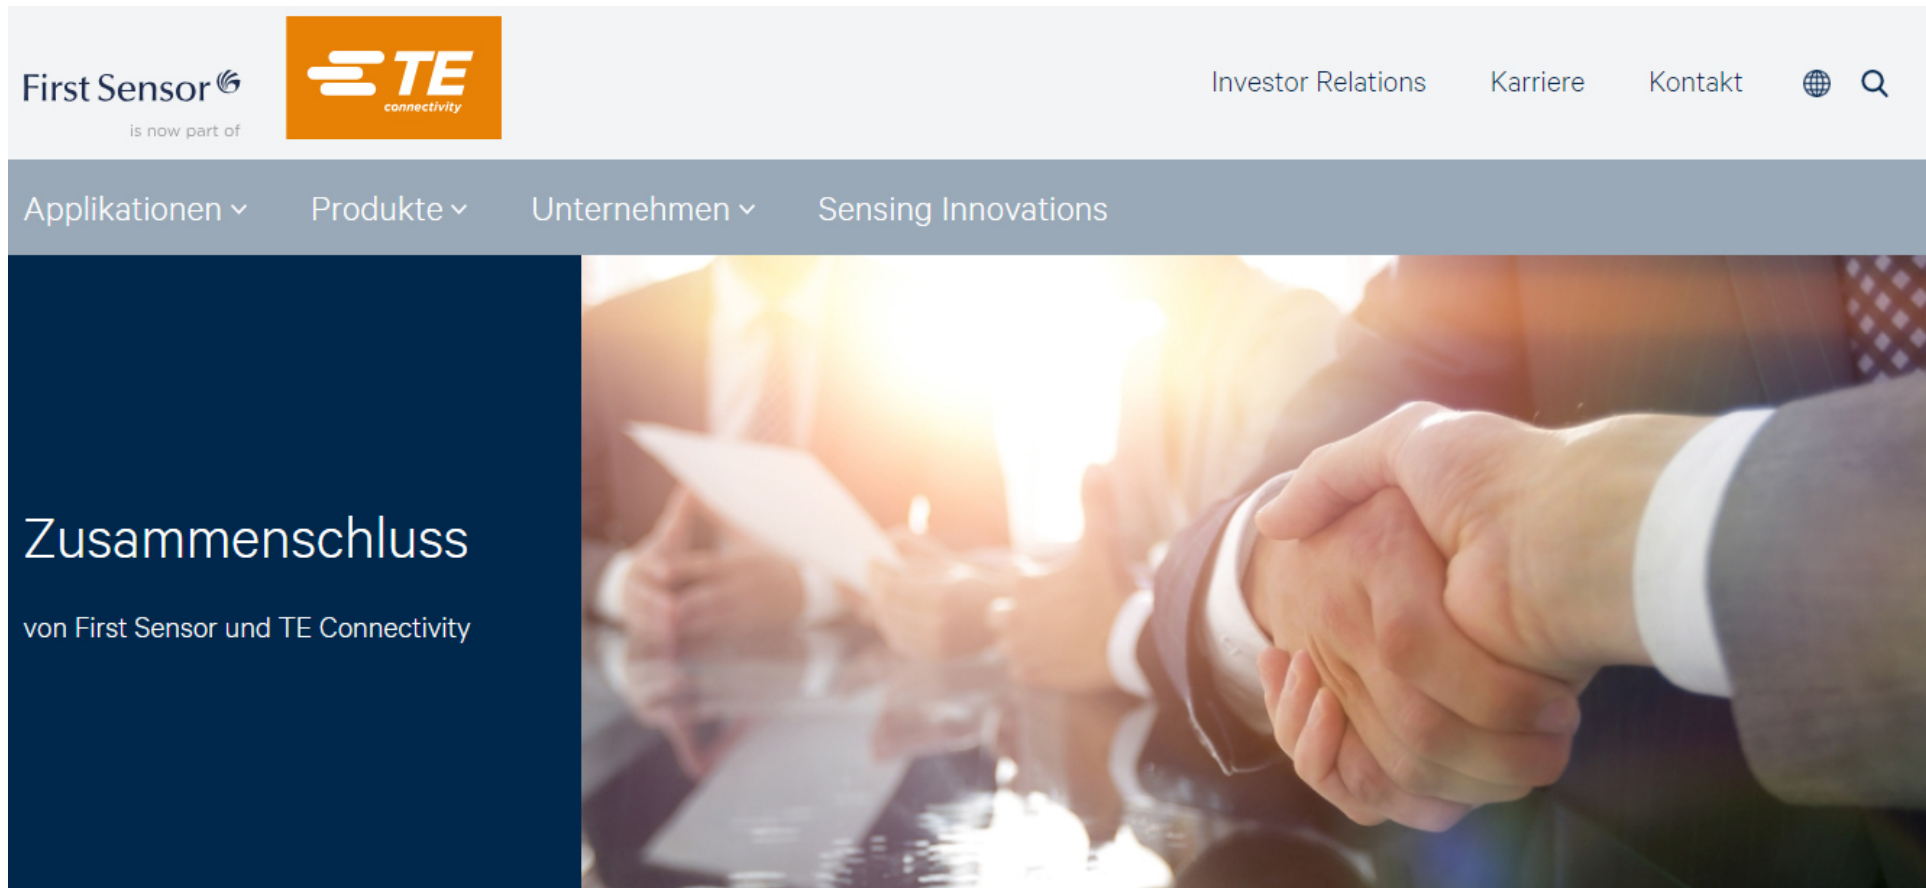 First Sensor
is now part of
TE
connectivity
Investor Relations
Karriere
Kontakt
Applikationen
Produkte
Unternehmen
Sensing Innovations
Zusammenschluss
von First Sensor und TE Connectivity